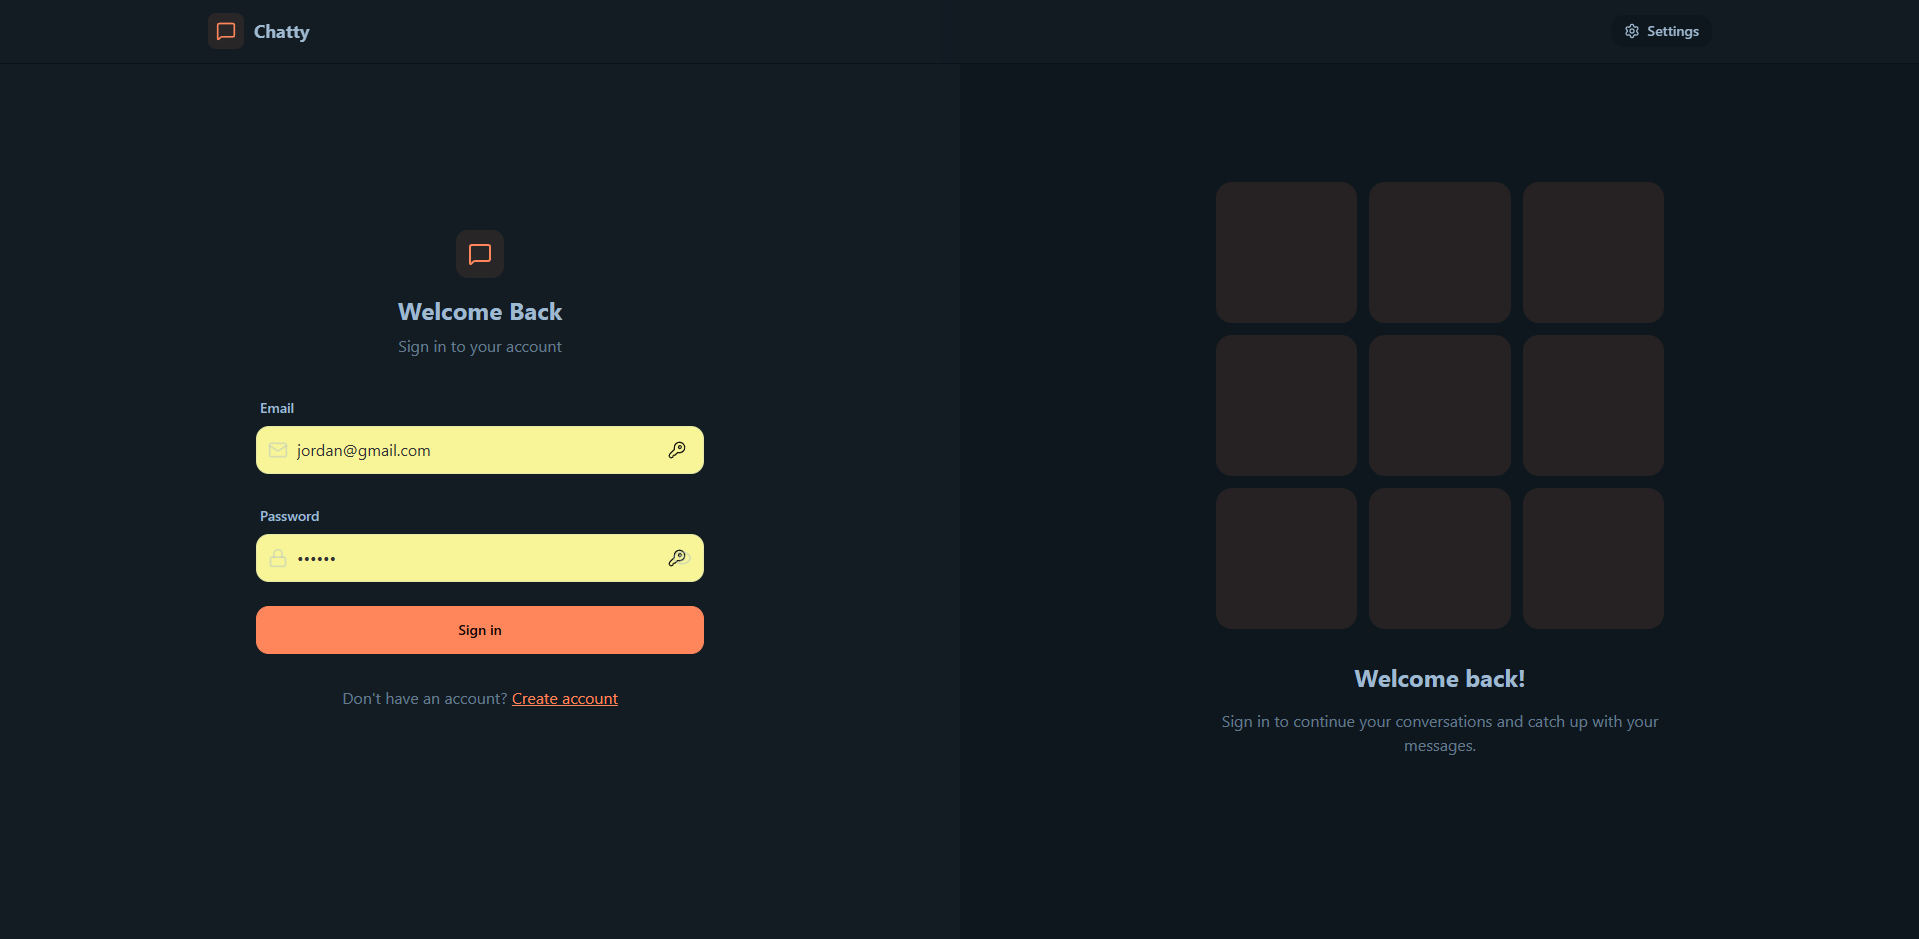 Chatty
Settings
Welcome Back
Sign in to your account
Email
jordan@gmail.com
Password
••••••
Sign in
Don't have an account? Create account
Welcome back!
Sign in to continue your conversations and catch up with your
messages.